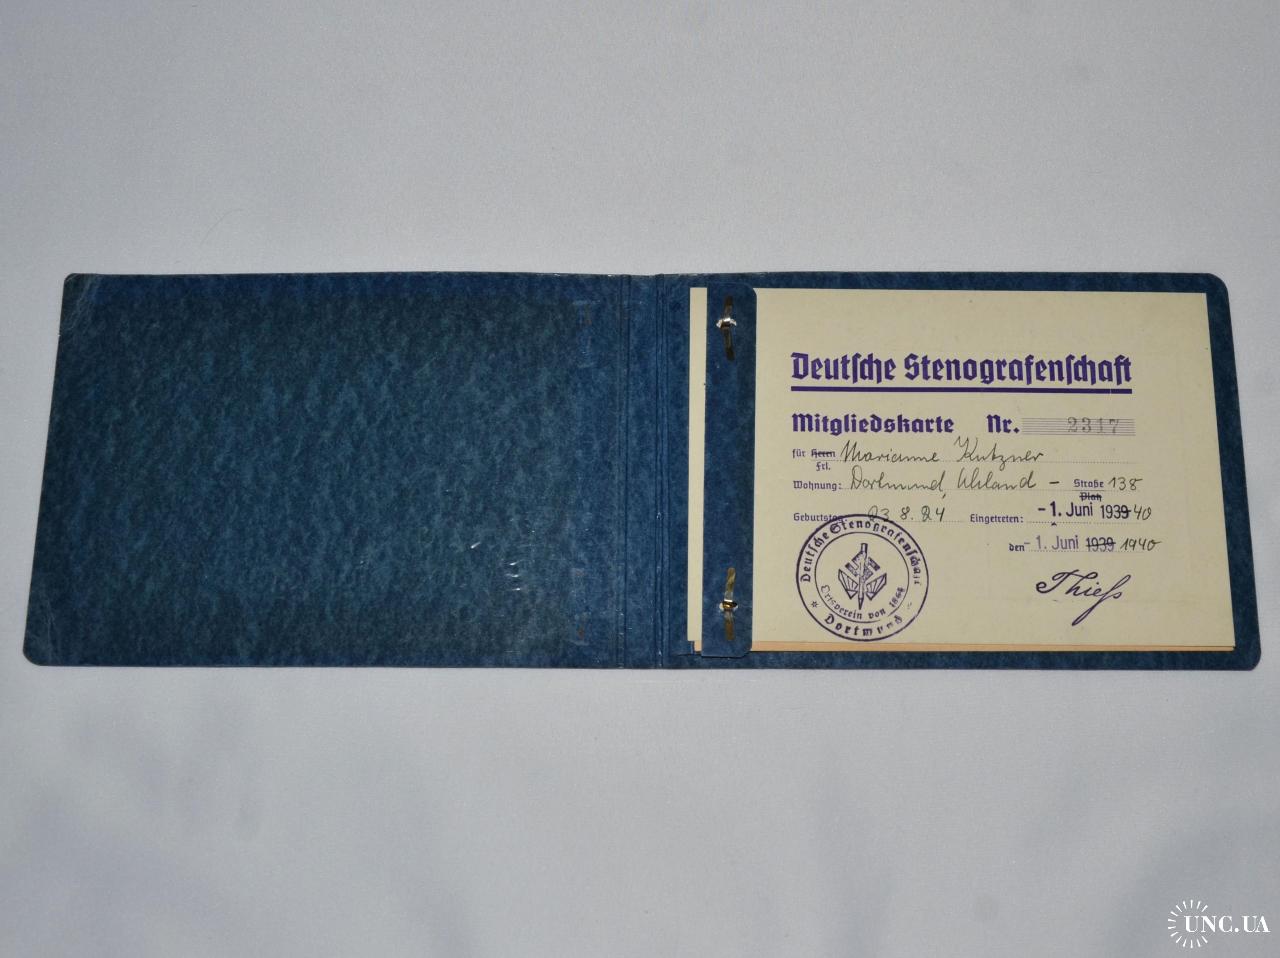 Deutsche Stenografenschaft
Mitgliedskarte Nr. 2317
für Herrn Marianne Kutzner
Frl.
Wohnung: Dortmund, Uhland - Straße 138
Platz
Geburtstag: 23.8.24 Eingetreten: - 1. Juni 1939 40
den - 1. Juni 1939 1940
Deutsche Stenografenschaft
Ortsverein von 1864
* Dortmund *
Thiess
UNC.UA